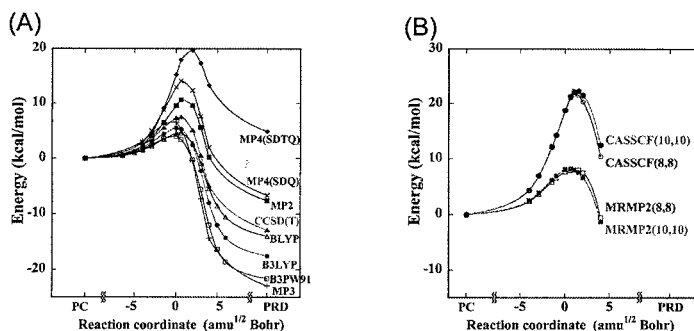 (A)
Energy (kcal/mol)
20
10
0
-10
-20
MP4(SDTQ)
MP4(SDQ)
MP2
CCSD(T)
BLYP
B3LYP
B3PW91
MP3
PC
-5
0
5
PRD
Reaction coordinate (amu1/2 Bohr)
(B)
Energy (kcal/mol)
30
20
10
0
-10
CASSCF(10,10)
CASSCF(8,8)
MRMP2(8,8)
MRMP2(10,10)
PC
-5
0
5
PRD
Reaction coordinate (amu1/2 Bohr)